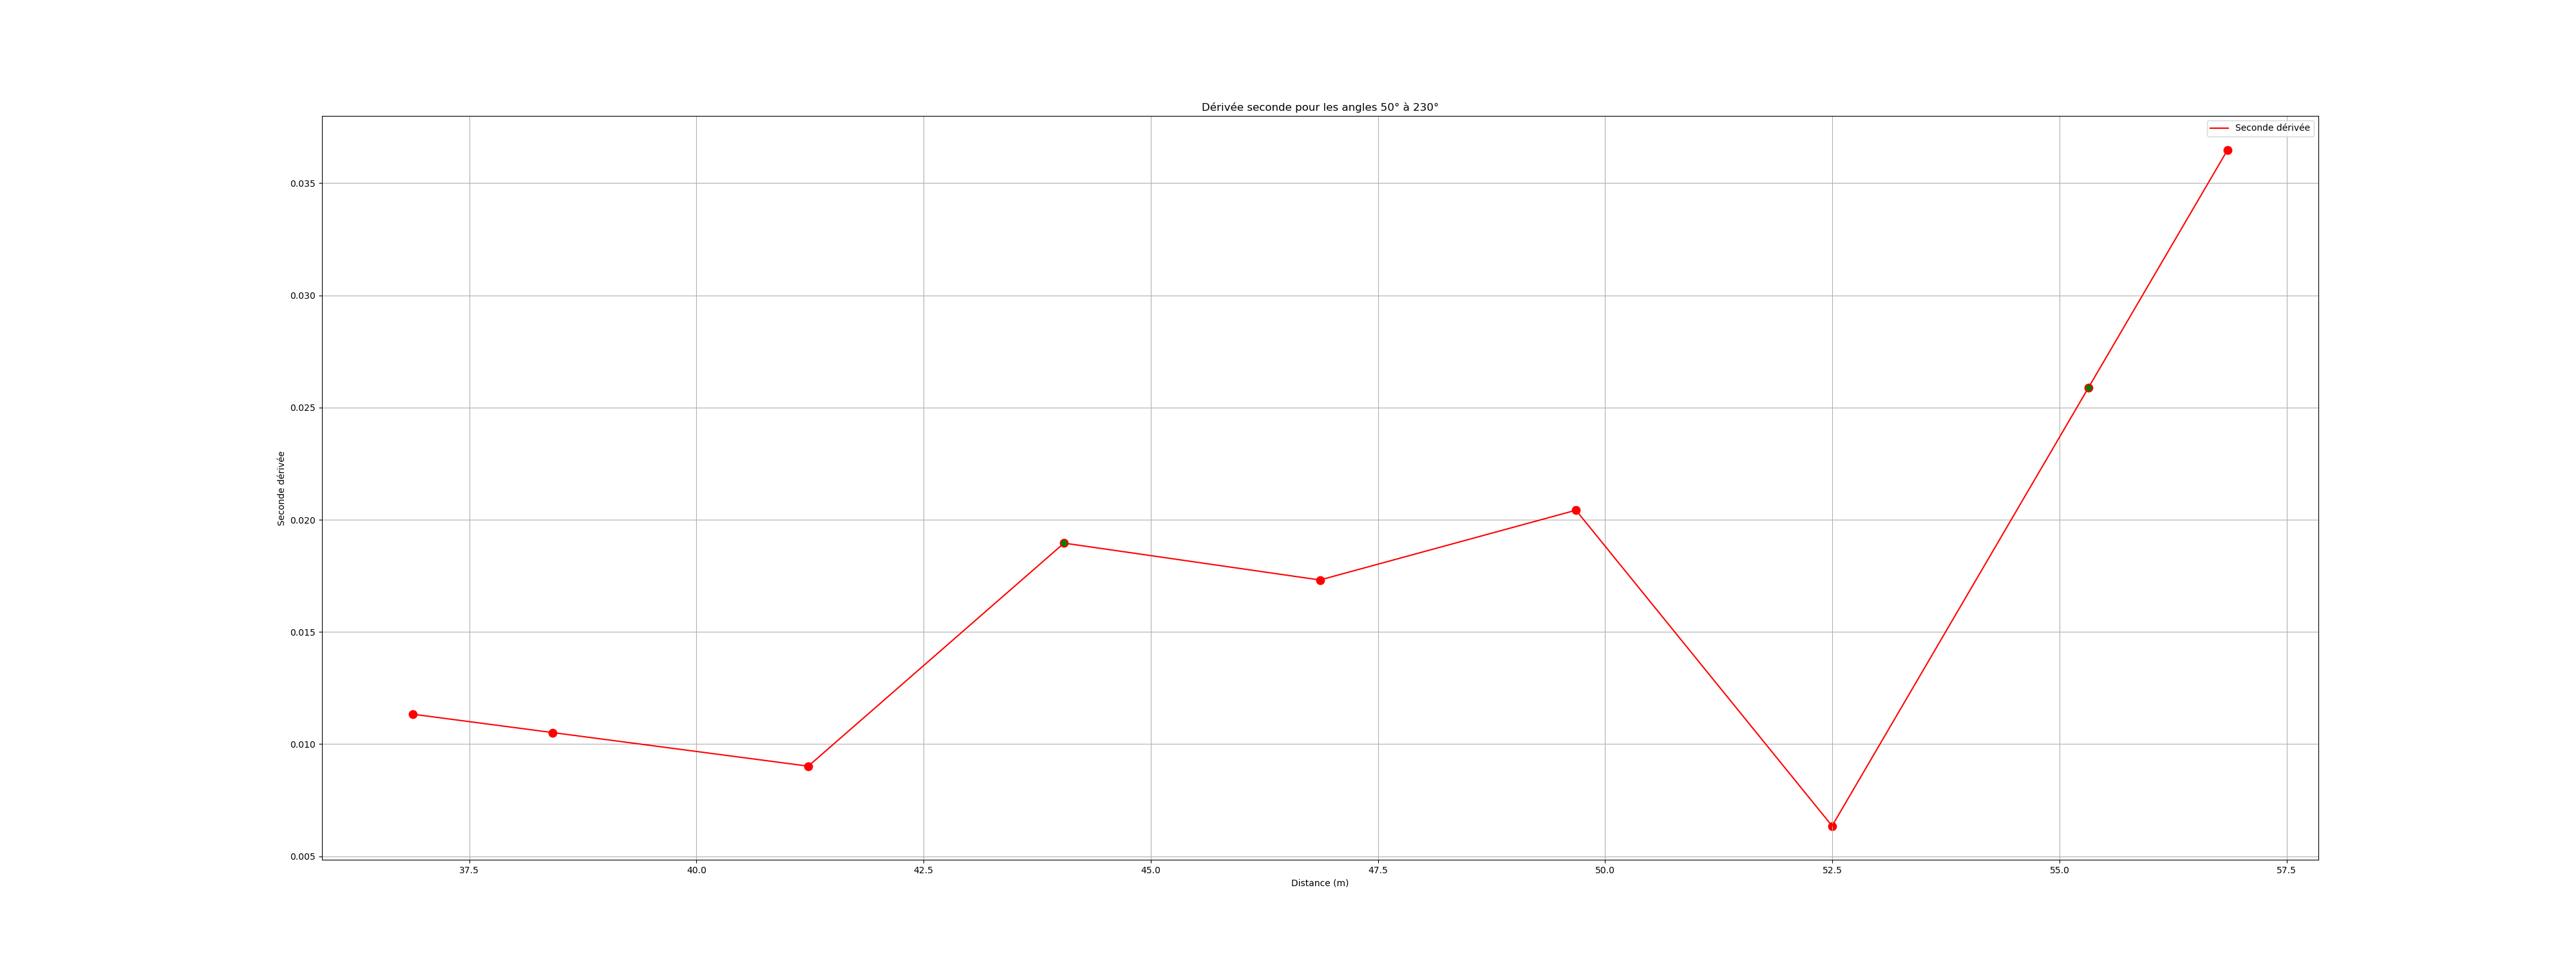 Dérivée seconde pour les angles 50° à 230°
Seconde dérivée
0.035
0.030
0.025
0.020
0.015
0.010
0.005
Seconde dérivée
37.5 40.0 42.5 45.0 47.5 50.0 52.5 55.0 57.5
Distance (m)